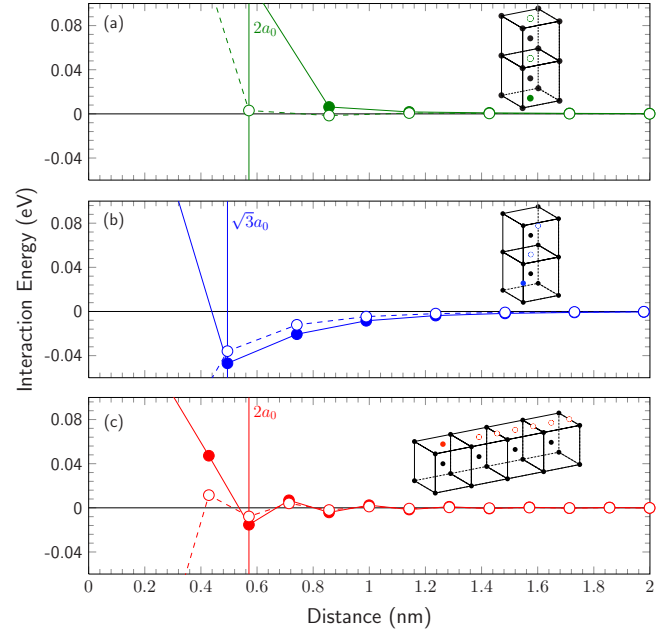 (a)
2a₀
0.08
0.04
0
-0.04
(b)
√3a₀
0.08
0.04
0
-0.04
(c)
2a₀
0.08
0.04
0
-0.04
Interaction Energy (eV)
0 0.2 0.4 0.6 0.8 1 1.2 1.4 1.6 1.8 2
Distance (nm)